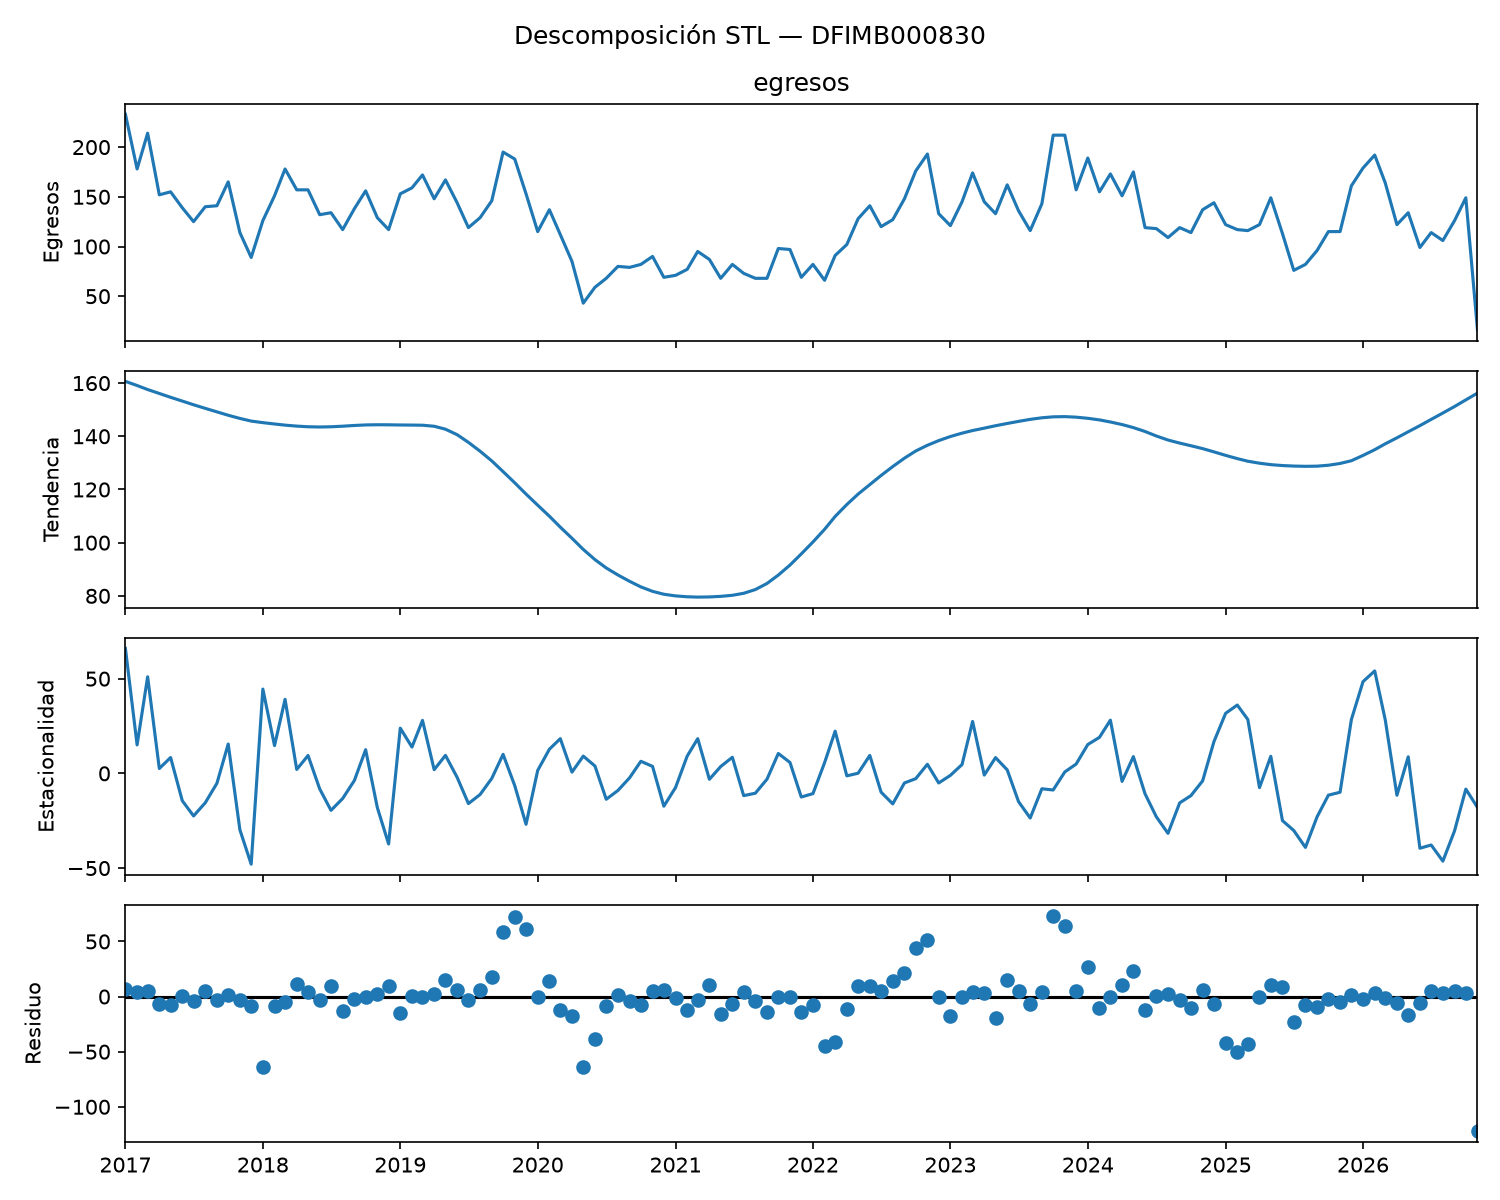 Descomposición STL — DFIMB000830
egresos
Egresos
200
150
100
50
Tendencia
160
140
120
100
80
Estacionalidad
50
0
−50
Residuo
50
0
−50
−100
2017 2018 2019 2020 2021 2022 2023 2024 2025 2026